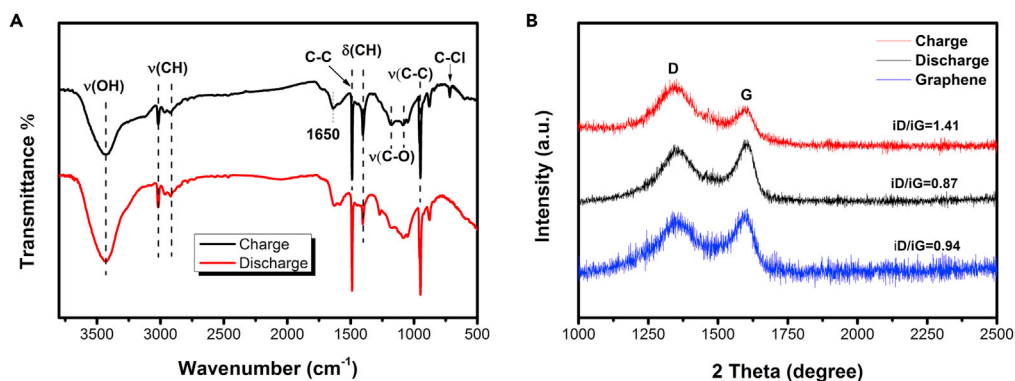 A
ν(OH)
ν(CH)
C-C
δ(CH)
ν(C-C)
C-Cl
1650
ν(C-O)
Charge
Discharge
Transmittance %
3500 3000 2500 2000 1500 1000 500
Wavenumber (cm-1)
B
Charge
Discharge
Graphene
D
G
iD/iG=1.41
iD/iG=0.87
iD/iG=0.94
Intensity (a.u.)
1000 1250 1500 1750 2000 2250 2500
2 Theta (degree)